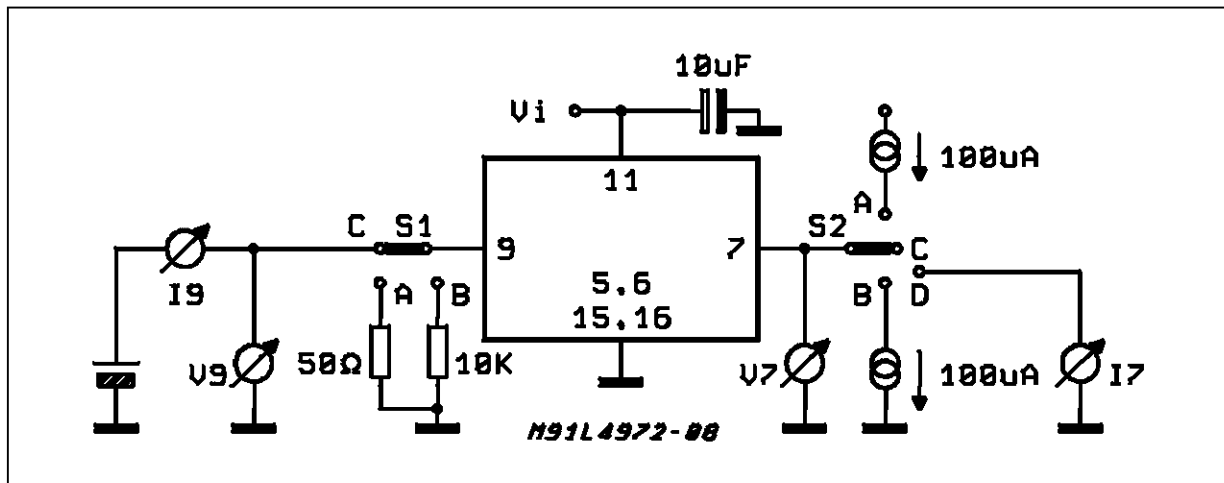 10uF
Vi
11
100uA
A
C S1
S2
9
7
C
I9
A
B
5,6
B
D
15,16
V9
50Ω
10K
V7
100uA
I7
M91L4972-08